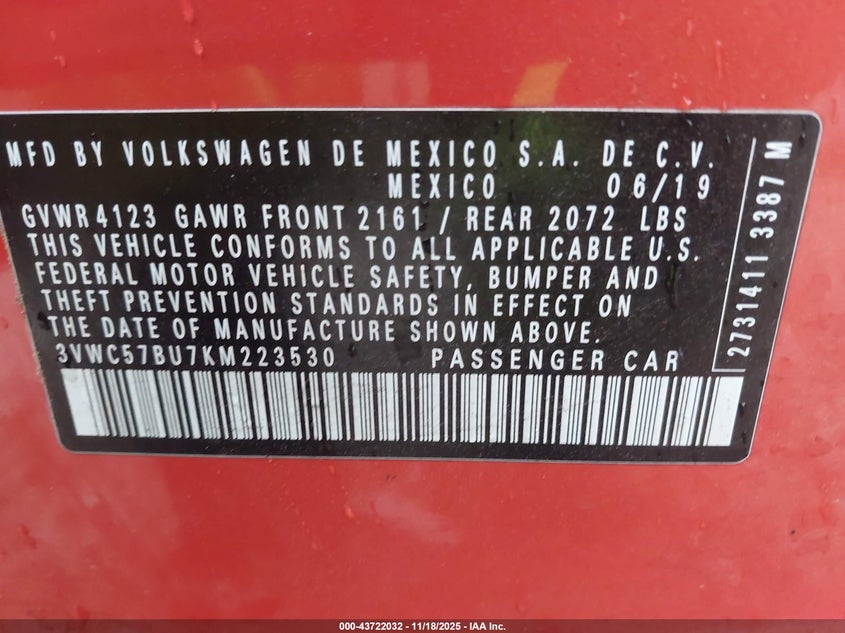 MFD BY VOLKSWAGEN DE MEXICO S.A. DE C.V.
MEXICO 06/19
GVWR 4123 GAWR FRONT 2161 / REAR 2072 LBS
THIS VEHICLE CONFORMS TO ALL APPLICABLE U.S.
FEDERAL MOTOR VEHICLE SAFETY, BUMPER AND
THEFT PREVENTION STANDARDS IN EFFECT ON
THE DATE OF MANUFACTURE SHOWN ABOVE.
3VWC57BU7KM223530 PASSENGER CAR
2731411 3387 M
000-43722032 - 11/18/2025 - IAA Inc.